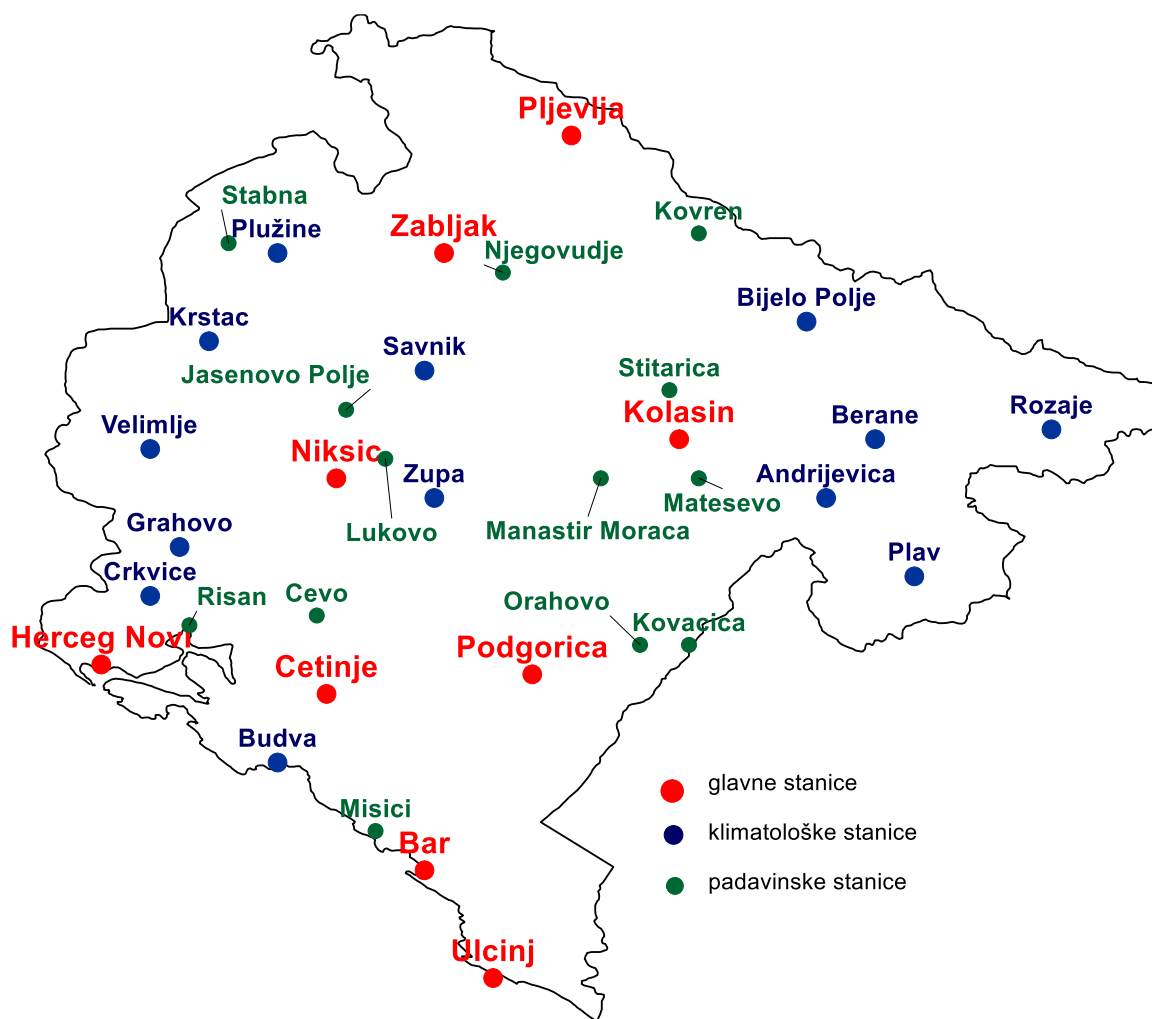 Pljevlja
Stabna
Kovren
Plužine
Zabljak
Njegovudje
Bijelo Polje
Krstac
Savnik
Jasenovo Polje
Stitarica
Kolasin
Rozaje
Velimlje
Berane
Niksic
Zupa
Andrijevica
Matesevo
Lukovo
Manastir Moraca
Grahovo
Plav
Crkvice
Risan
Cevo
Orahovo
Kovacica
Herceg Novi
Cetinje
Podgorica
Budva
glavne stanice
Misici
klimatološke stanice
Bar
padavinske stanice
Ulcinj